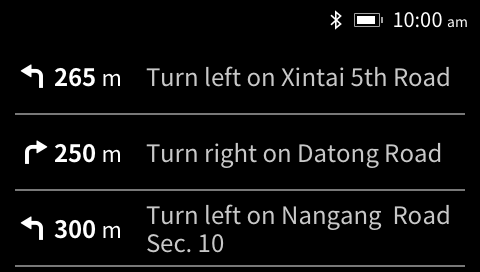 10:00 am
265 m Turn left on Xintai 5th Road
250 m Turn right on Datong Road
300 m Turn left on Nangang Road
Sec. 10